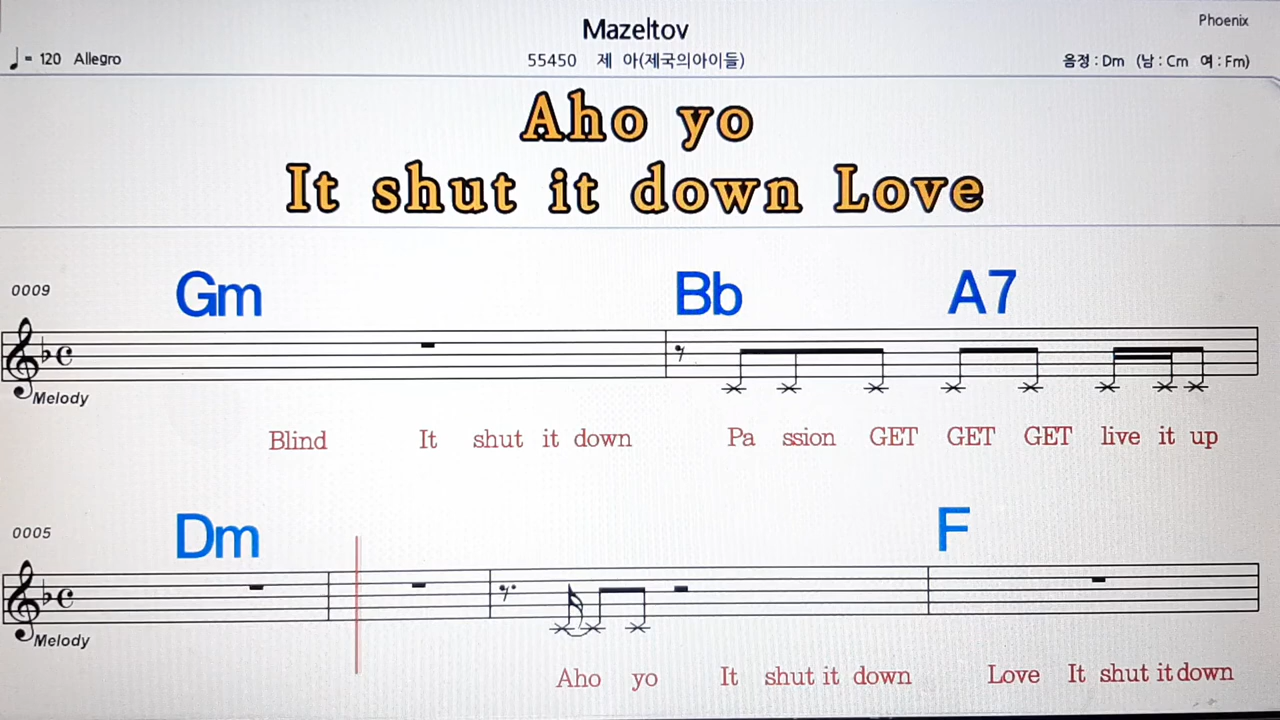 Mazeltov
Phoenix
♩ = 120 Allegro
55450 제 아(제국의아이들)
음정 : Dm (남 : Cm 여 : Fm)
Aho yo
It shut it down Love
0009
Gm Bb A7
Melody
Blind It shut it down Pa ssion GET GET GET live it up
0005
Dm F
Melody
Aho yo It shut it down Love It shut it down